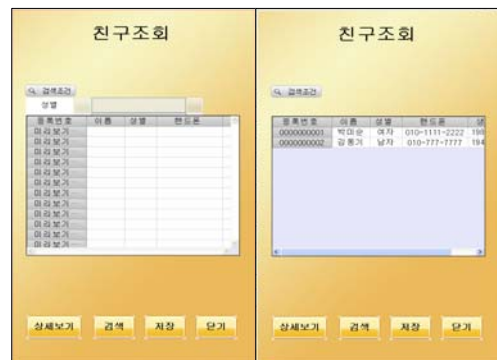 친구조회
검색조건
성별
등록번호 이름 성별 핸드폰
미리보기
미리보기
미리보기
미리보기
미리보기
미리보기
미리보기
미리보기
미리보기
미리보기
미리보기
미리보기
상세보기 검색 저장 닫기
친구조회
검색조건
등록번호 이름 성별 핸드폰
0000000001 박미순 여자 010-1111-2222 198
0000000002 김동기 남자 010-777-7777 194
상세보기 검색 저장 닫기